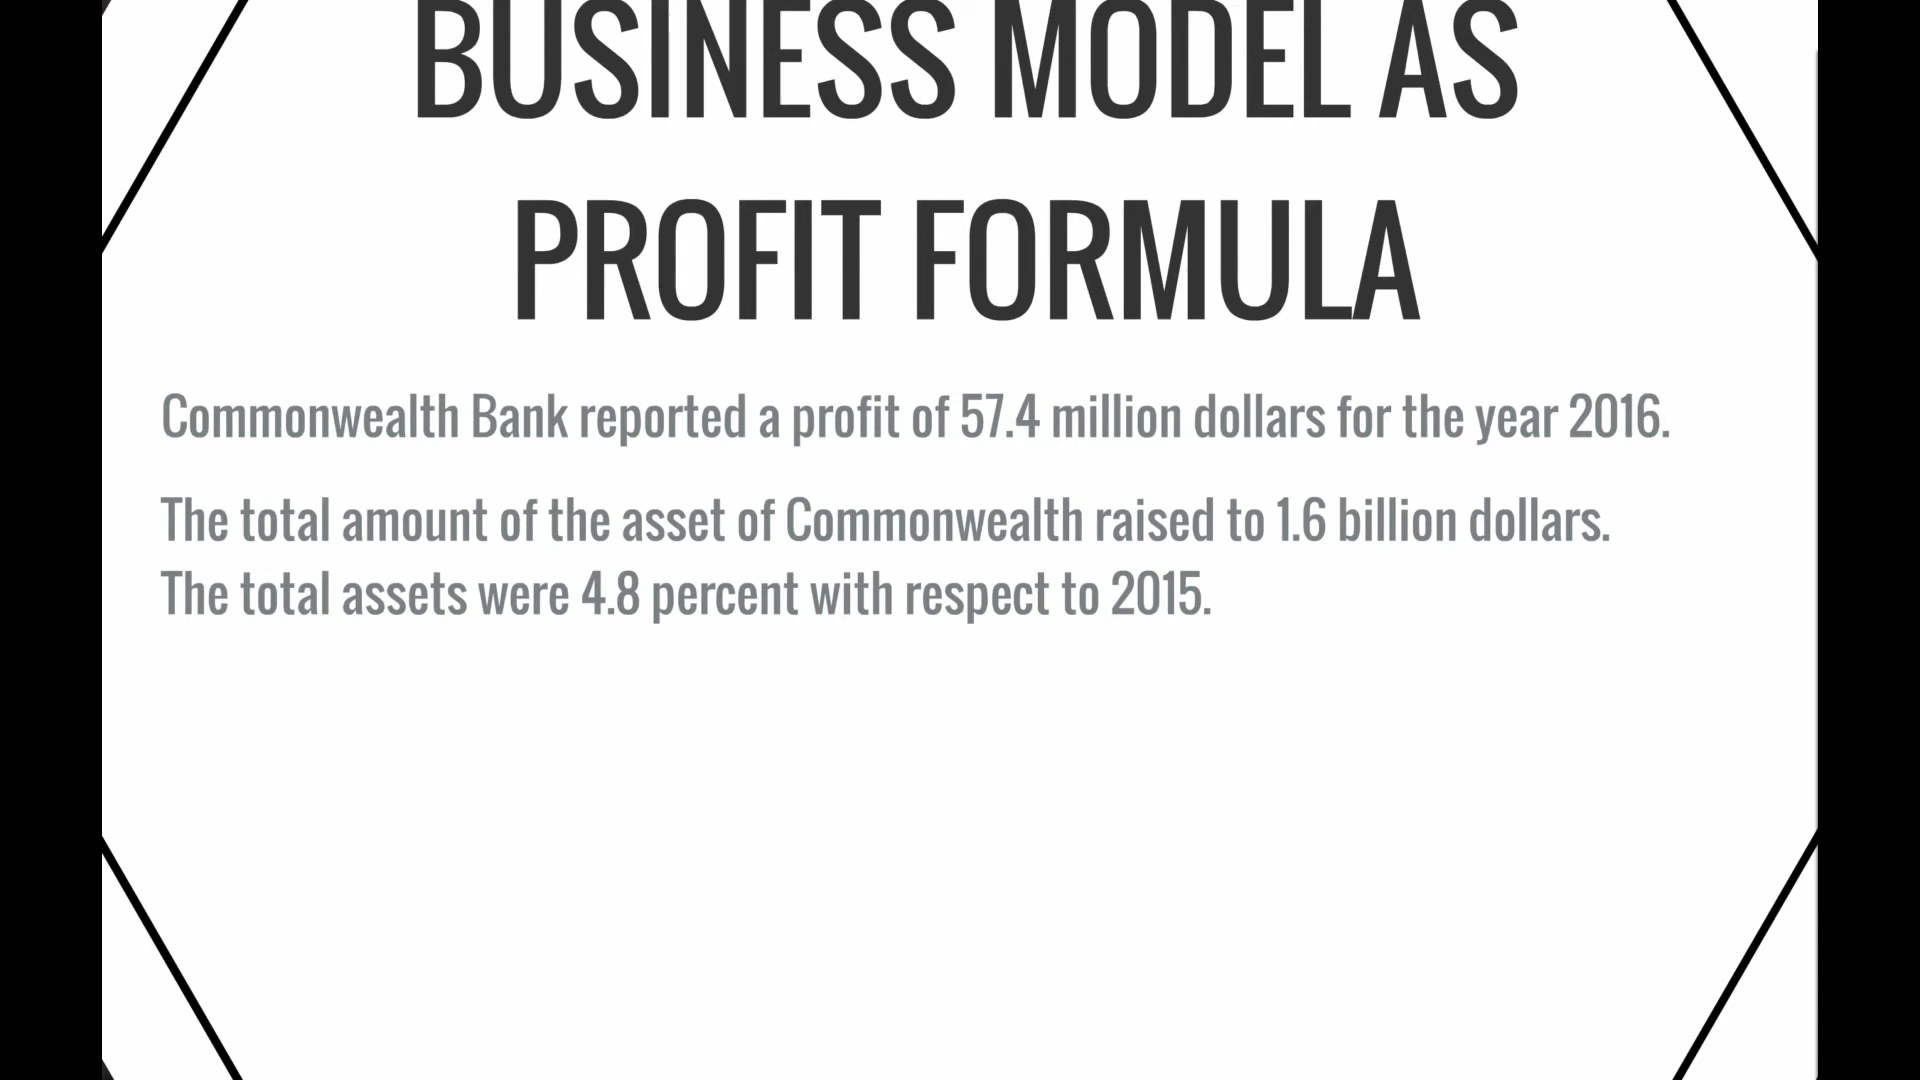 BUSINESS MODEL AS
PROFIT FORMULA
Commonwealth Bank reported a profit of 57.4 million dollars for the year 2016.
The total amount of the asset of Commonwealth raised to 1.6 billion dollars.
The total assets were 4.8 percent with respect to 2015.